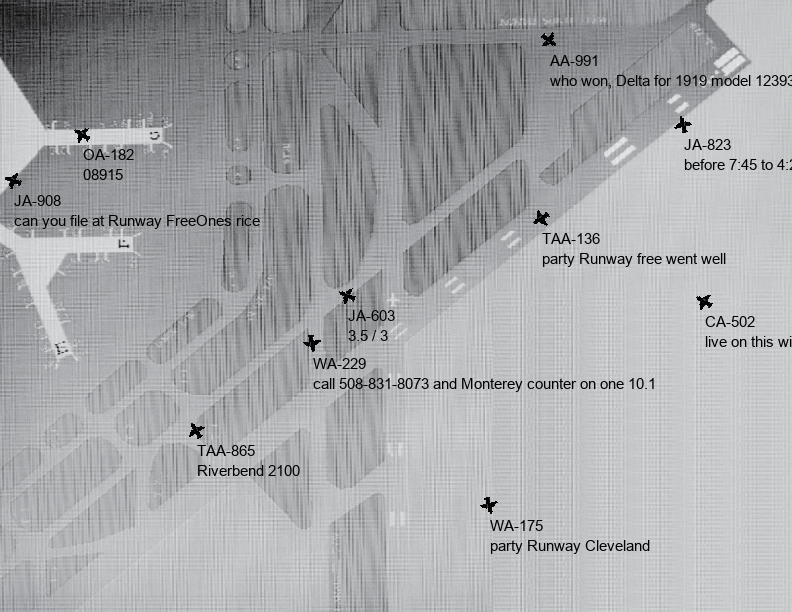 AA-991
who won, Delta for 1919 model 12393
JA-823
before 7:45 to
OA-182
08915
JA-908
can you file at Runway FreeOnes rice
TAA-136
party Runway free went well
JA-603
3.5 / 3
CA-502
live on this
WA-229
call 508-831-8073 and Monterey counter on one 10.1
TAA-865
Riverbend 2100
WA-175
party Runway Cleveland